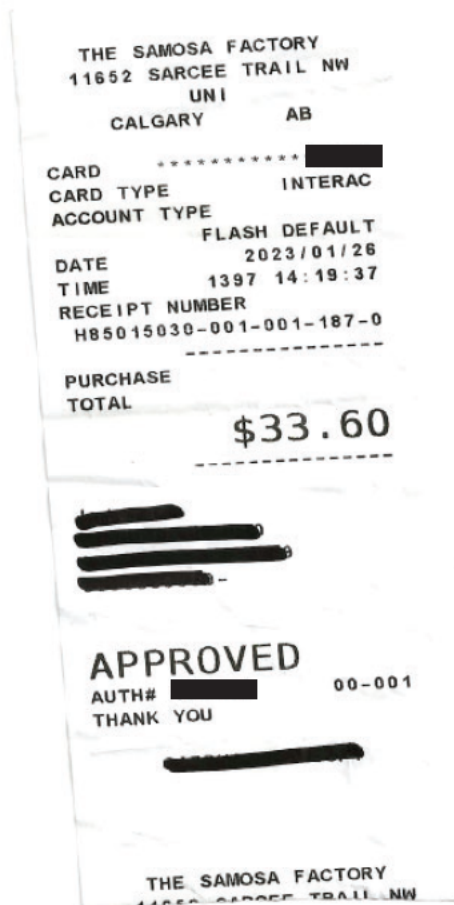 THE SAMOSA FACTORY
11652 SARCEE TRAIL NW
UNI
CALGARY AB
CARD ***********
CARD TYPE INTERAC
ACCOUNT TYPE
FLASH DEFAULT
DATE 2023/01/26
TIME 1397 14:19:37
RECEIPT NUMBER
H85015030-001-001-187-0
PURCHASE
TOTAL
$33.60
APPROVED
AUTH# 00-001
THANK YOU
THE SAMOSA FACTORY
TRAIL NW